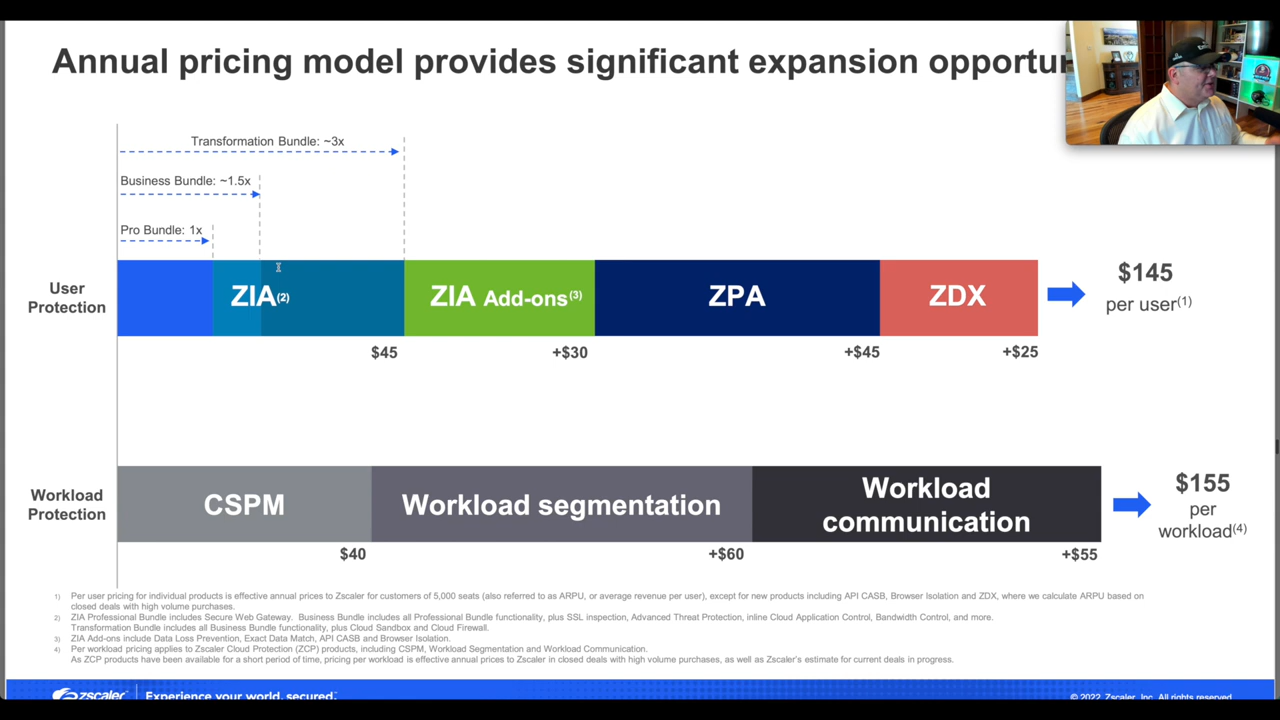 Annual pricing model provides significant expansion
Transformation Bundle: ~3x
Business Bundle: ~1.5x
Pro Bundle: 1x
User
Protection
ZIA(2)
ZIA Add-ons(3)
ZPA
ZDX
$145
per user(1)
$45
+$30
+$45
+$25
Workload
Protection
CSPM
Workload segmentation
Workload
communication
$155
per
workload(4)
$40
+$60
+$55
1) Per user pricing for individual products is effective annual prices to Zscaler for customers of 5,000 seats (also referred to as ARPU, or average revenue per user), except for new products including API CASB, Browser Isolation and ZDX, where we calculate ARPU based on
closed deals with high volume purchases.
2) ZIA Professional Bundle includes Secure Web Gateway. Business Bundle includes all Professional Bundle functionality, plus SSL inspection, Advanced Threat Protection, inline Cloud Application Control, Bandwidth Control, and more.
Transformation Bundle includes all Business Bundle functionality, plus Cloud Sandbox and Cloud Firewall.
3) ZIA Add-ons include Data Loss Prevention, Exact Data Match, API CASB and Browser Isolation.
4) Per workload pricing applies to Zscaler Cloud Protection (ZCP) products, including CSPM, Workload Segmentation and Workload Communication.
As ZCP products have been available for a short period of time, pricing per workload is effective annual prices to Zscaler in closed deals with high volume purchases, as well as Zscaler's estimate for current deals in progress.
zscaler™ Experience your world, secured.™
© 2022 Zscaler, Inc. All rights reserved